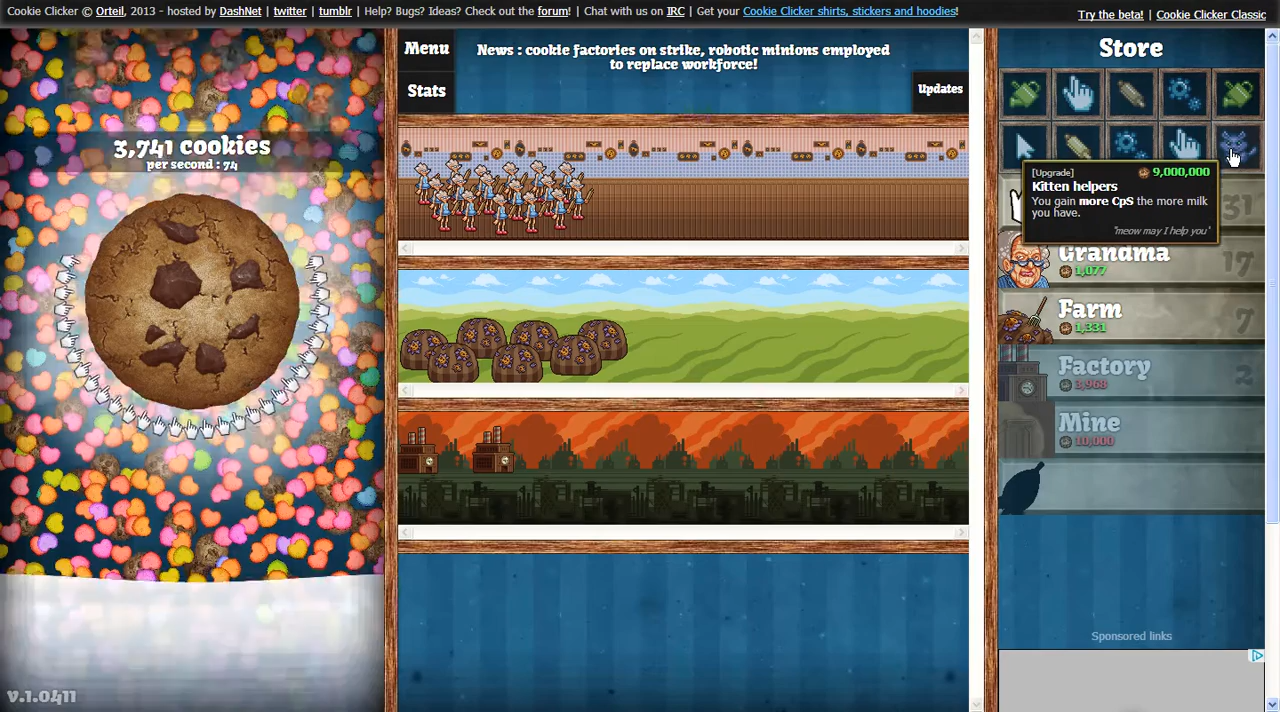 Cookie Clicker © Orteil, 2013 - hosted by DashNet | twitter | tumblr | Help? Bugs? Ideas? Check out the forum! | Chat with us on IRC | Get your Cookie Clicker shirts, stickers and hoodies!
Try the beta! | Cookie Clicker Classic
Menu
Stats
News : cookie factories on strike, robotic minions employed
to replace workforce!
Updates
Store
3,741 cookies
per second : 74
[Upgrade] 9,000,000
Kitten helpers
You gain more CpS the more milk
you have.
"meow may I help you"
31
Grandma
1,077
17
Farm
1,331
7
Factory
3,968
2
Mine
10,000
Sponsored links
v.1.0411